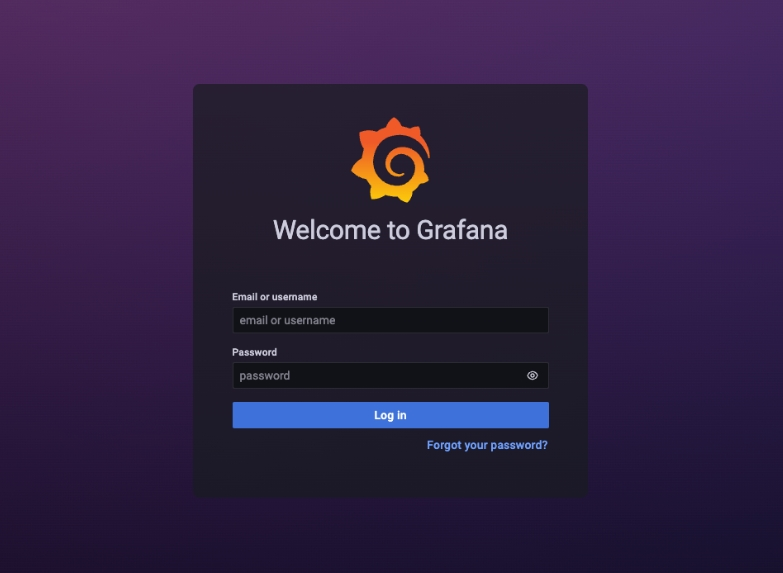 Welcome to Grafana
Email or username
email or username
Password
password
Log in
Forgot your password?